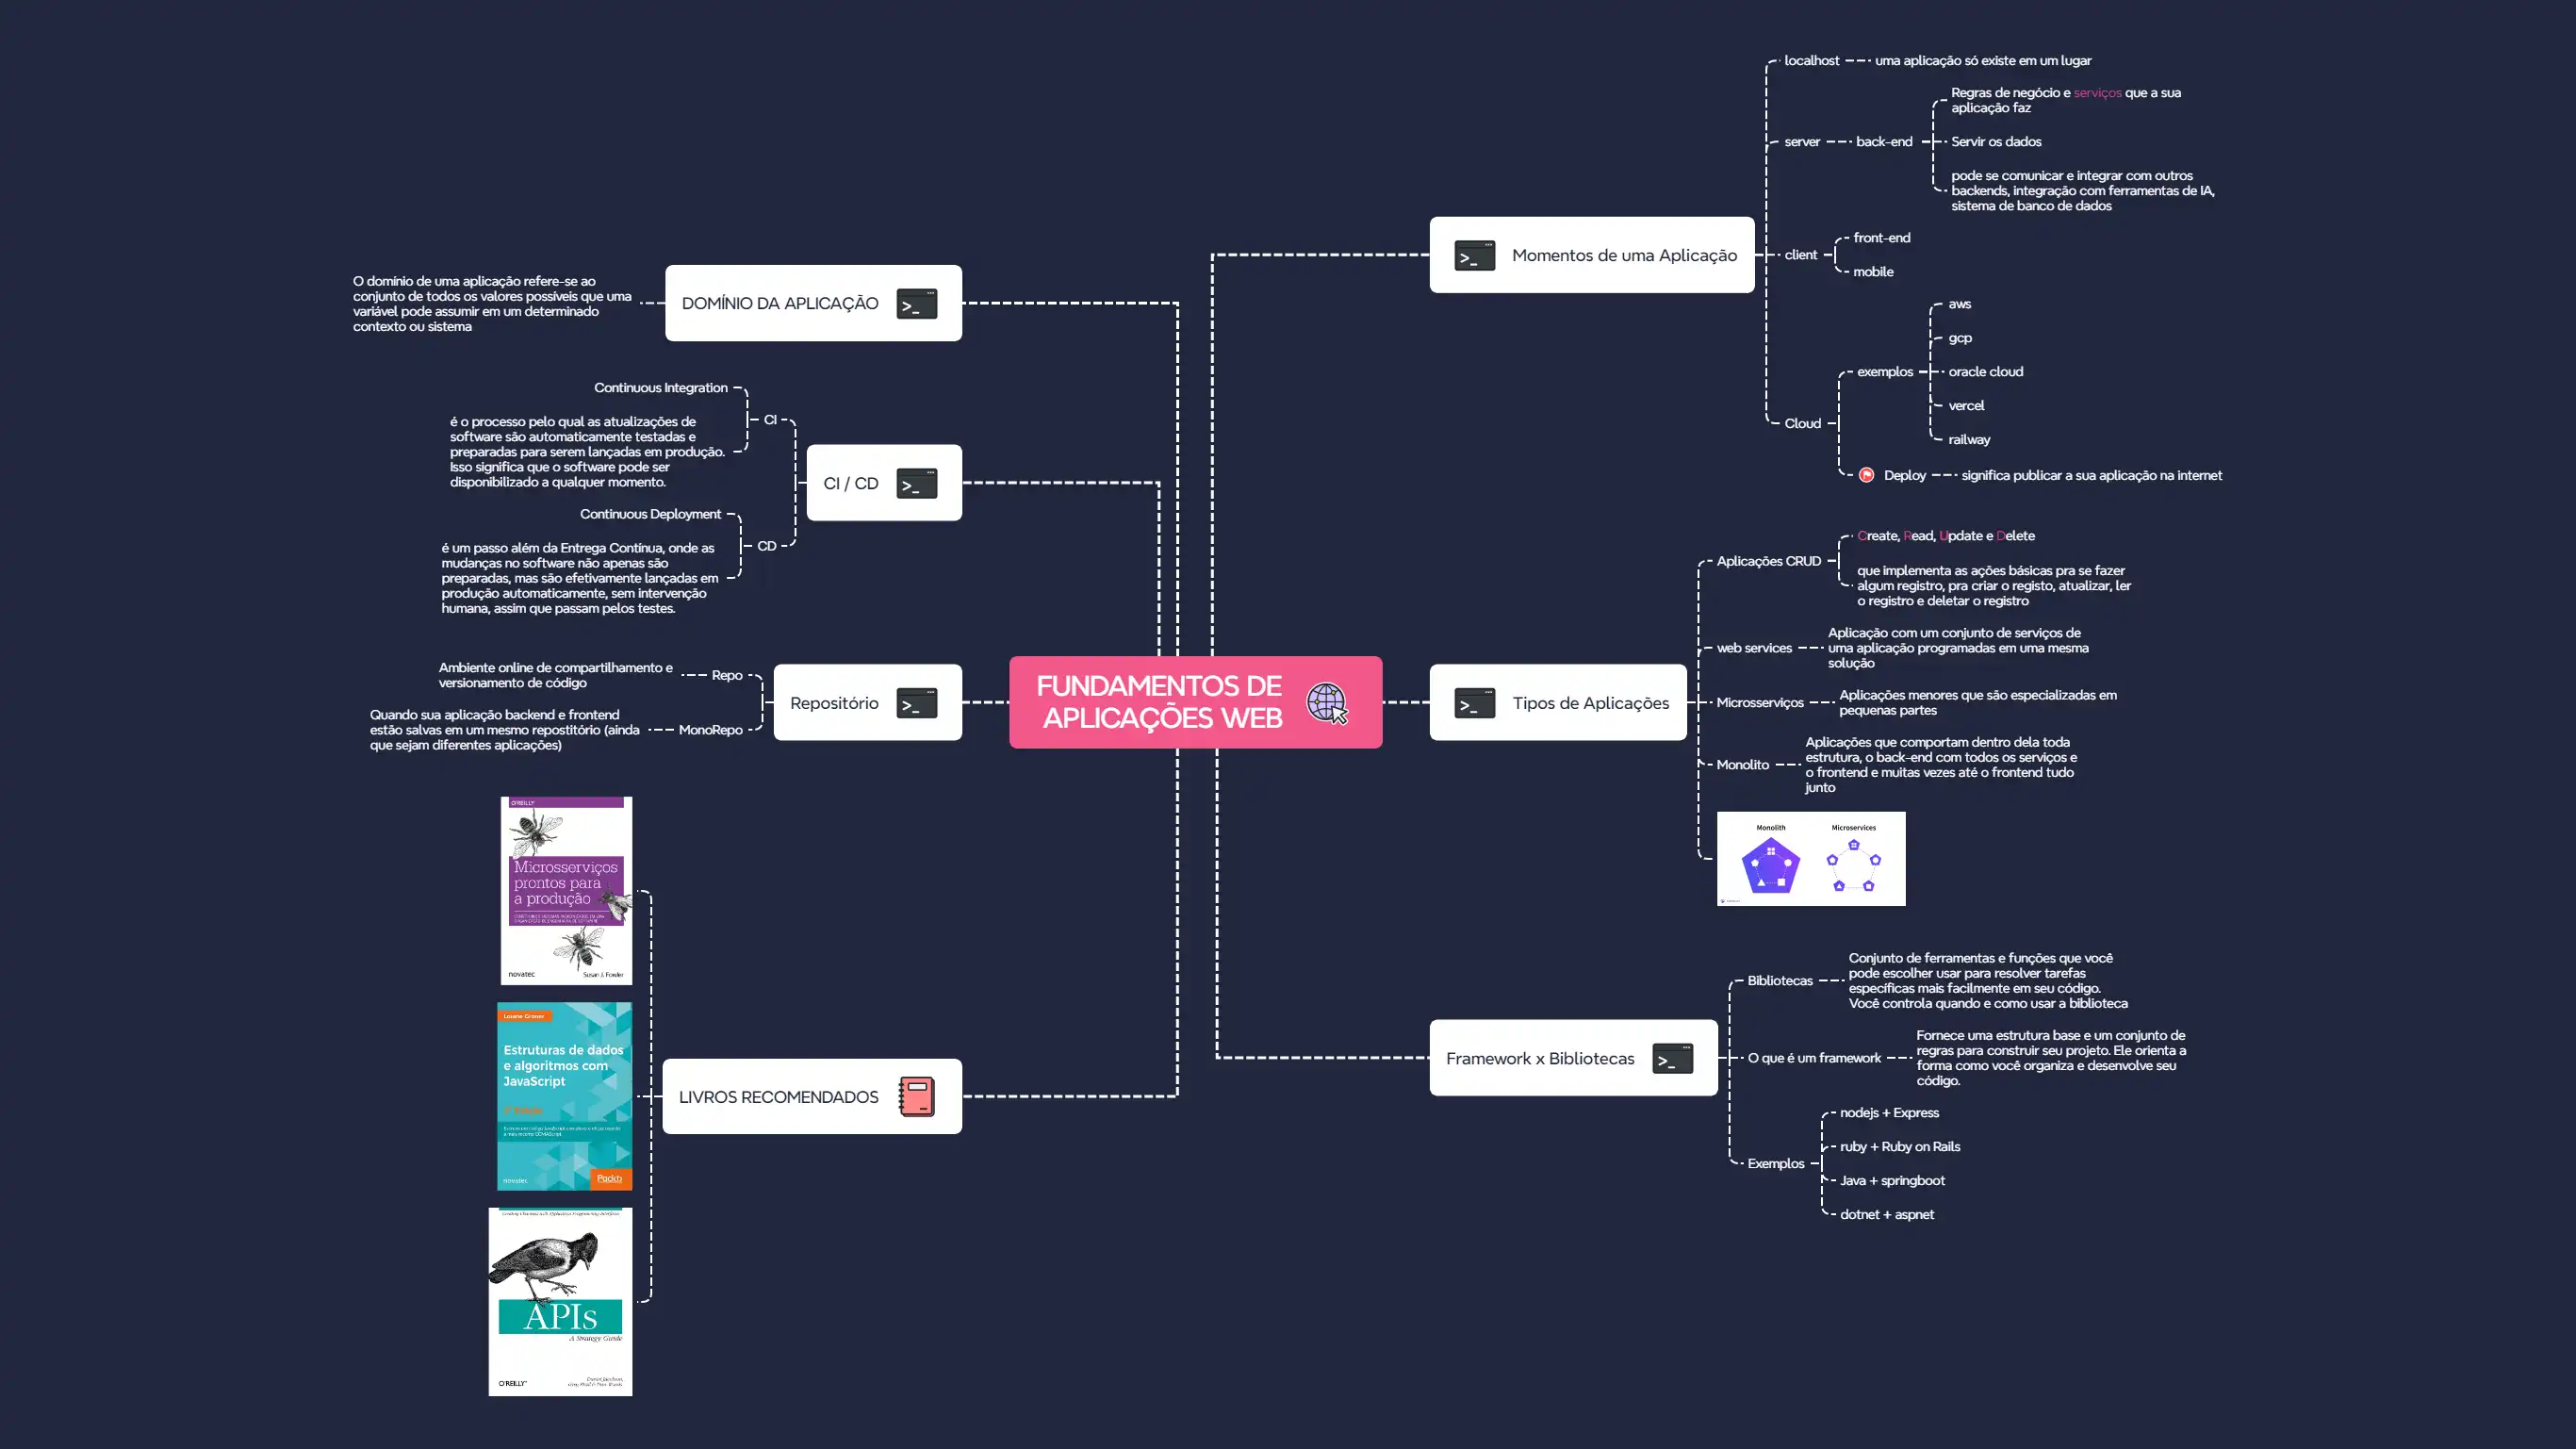 FUNDAMENTOS DE
APLICAÇÕES WEB
Momentos de uma Aplicação
localhost
uma aplicação só existe em um lugar
server
back-end
Regras de negócio e serviços que a sua
aplicação faz
Servir os dados
pode se comunicar e integrar com outros
backends, integração com ferramentas de IA,
sistema de banco de dados
client
front-end
mobile
Cloud
exemplos
aws
gcp
oracle cloud
vercel
railway
Deploy
significa publicar a sua aplicação na internet
Tipos de Aplicações
Aplicações CRUD
Create, Read, Update e Delete
que implementa as ações básicas pra se fazer
algum registro, pra criar o registo, atualizar, ler
o registro e deletar o registro
web services
Aplicação com um conjunto de serviços de
uma aplicação programadas em uma mesma
solução
Microsserviços
Aplicações menores que são especializadas em
pequenas partes
Monolito
Aplicações que comportam dentro dela toda
estrutura, o back-end com todos os serviços e
o frontend e muitas vezes até o frontend tudo
junto
Monolith
Microservices
Framework x Bibliotecas
Bibliotecas
Conjunto de ferramentas e funções que você
pode escolher usar para resolver tarefas
específicas mais facilmente em seu código.
Você controla quando e como usar a biblioteca
O que é um framework
Fornece uma estrutura base e um conjunto de
regras para construir seu projeto. Ele orienta a
forma como você organiza e desenvolve seu
código.
Exemplos
nodejs + Express
ruby + Ruby on Rails
Java + springboot
dotnet + aspnet
DOMÍNIO DA APLICAÇÃO
O domínio de uma aplicação refere-se ao
conjunto de todos os valores possíveis que uma
variável pode assumir em um determinado
contexto ou sistema
CI / CD
CI
Continuous Integration
é o processo pelo qual as atualizações de
software são automaticamente testadas e
preparadas para serem lançadas em produção.
Isso significa que o software pode ser
disponibilizado a qualquer momento.
CD
Continuous Deployment
é um passo além da Entrega Contínua, onde as
mudanças no software não apenas são
preparadas, mas são efetivamente lançadas em
produção automaticamente, sem intervenção
humana, assim que passam pelos testes.
Repositório
Repo
Ambiente online de compartilhamento e
versionamento de código
MonoRepo
Quando sua aplicação backend e frontend
estão salvas em um mesmo repostitório (ainda
que sejam diferentes aplicações)
LIVROS RECOMENDADOS
O'REILLY
Microsserviços
prontos para
a produção
novatec
Susan J. Fowler
Loiane Groner
Estruturas de dados
e algoritmos com
JavaScript
novatec
Packt
APIs
A Strategy Guide
O'REILLY